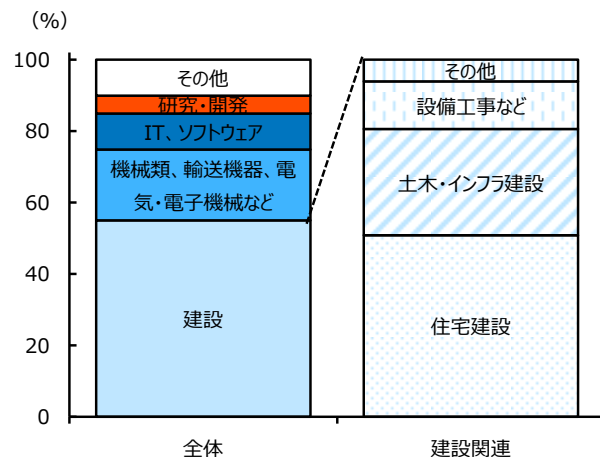 (%)
100
80
60
40
20
0
その他
研究・開発
IT、ソフトウェア
機械類、輸送機器、電
気・電子機械など
建設
その他
設備工事など
土木・インフラ建設
住宅建設
全体
建設関連